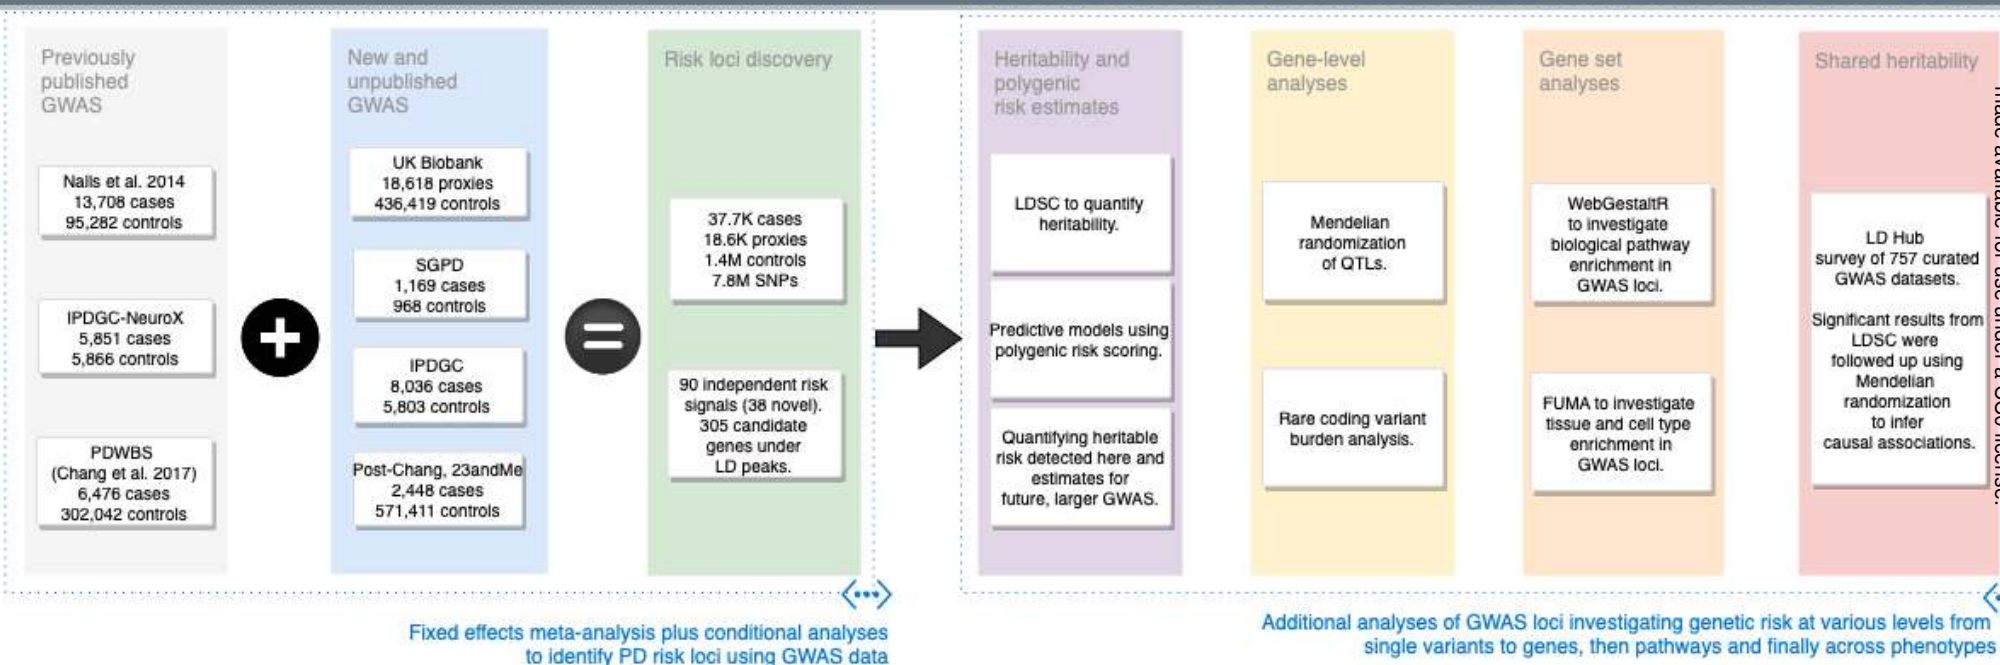 Previously
published
GWAS
Nalls et al. 2014
13,708 cases
95,282 controls
IPDGC-NeuroX
5,851 cases
5,866 controls
PDWBS
(Chang et al. 2017)
6,476 cases
302,042 controls
New and
unpublished
GWAS
UK Biobank
18,618 proxies
436,419 controls
SGPD
1,169 cases
968 controls
IPDGC
8,036 cases
5,803 controls
Post-Chang, 23andMe
2,448 cases
571,411 controls
Risk loci discovery
37.7K cases
18.6K proxies
1.4M controls
7.8M SNPs
90 independent risk
signals (38 novel).
305 candidate
genes under
LD peaks.
Fixed effects meta-analysis plus conditional analyses
to identify PD risk loci using GWAS data
Heritability and
polygenic
risk estimates
LDSC to quantify
heritability.
Predictive models using
polygenic risk scoring.
Quantifying heritable
risk detected here and
estimates for
future, larger GWAS.
Gene-level
analyses
Mendelian
randomization
of QTLs.
Rare coding variant
burden analysis.
Gene set
analyses
WebGestaltR
to investigate
biological pathway
enrichment in
GWAS loci.
FUMA to investigate
tissue and cell type
enrichment in
GWAS loci.
Shared heritability
LD Hub
survey of 757 curated
GWAS datasets.
Significant results from
LDSC were
followed up using
Mendelian
randomization
to infer
causal associations.
Additional analyses of GWAS loci investigating genetic risk at various levels from
single variants to genes, then pathways and finally across phenotypes
made available for use under a CC0 license.